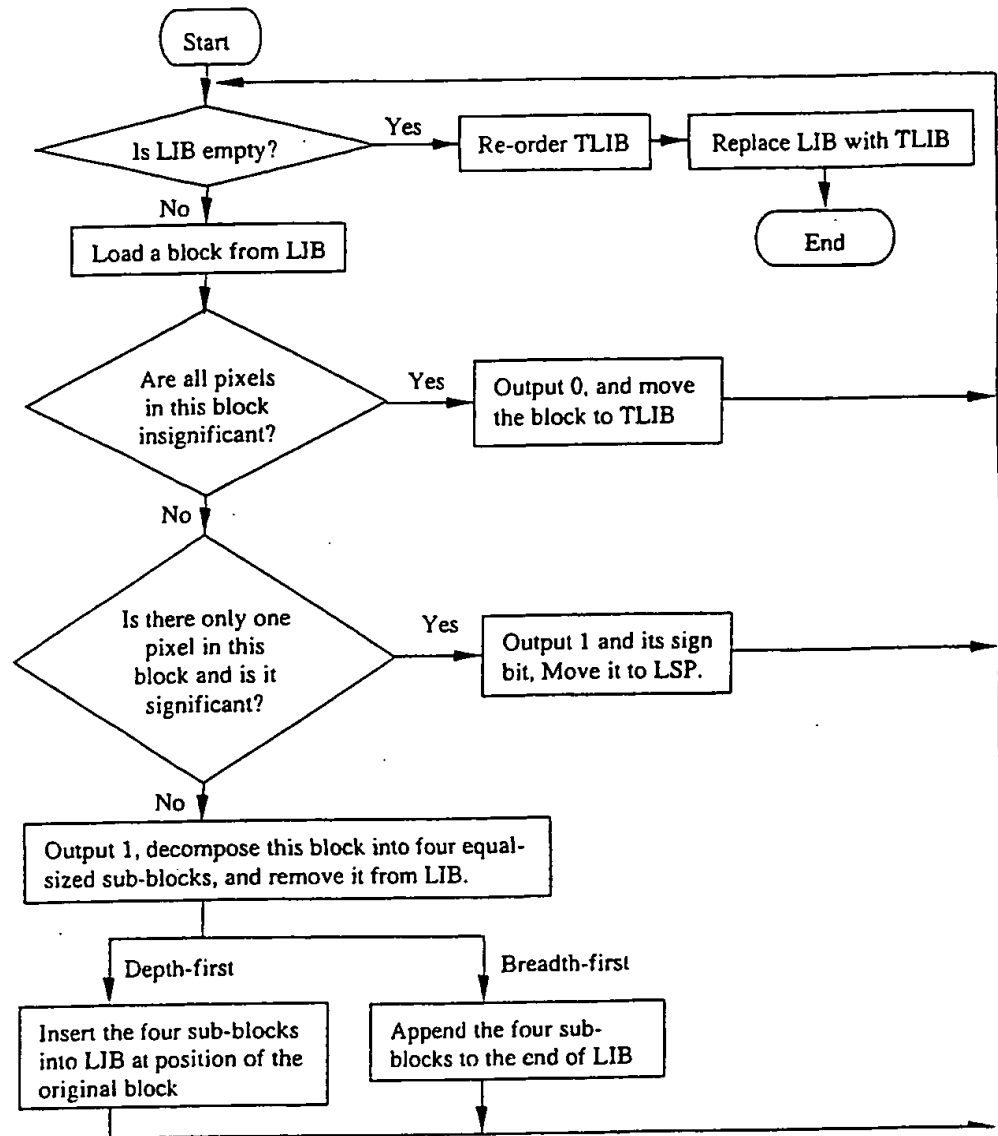 Start
Is LIB empty?
Yes
Re-order TLIB
Replace LIB with TLIB
End
No
Load a block from LIB
Are all pixels
in this block
insignificant?
Yes
Output 0, and move
the block to TLIB
No
Is there only one
pixel in this
block and is it
significant?
Yes
Output 1 and its sign
bit, Move it to LSP.
No
Output 1, decompose this block into four equal-
sized sub-blocks, and remove it from LIB.
Depth-first
Breadth-first
Insert the four sub-blocks
into LIB at position of the
original block
Append the four sub-
blocks to the end of LIB